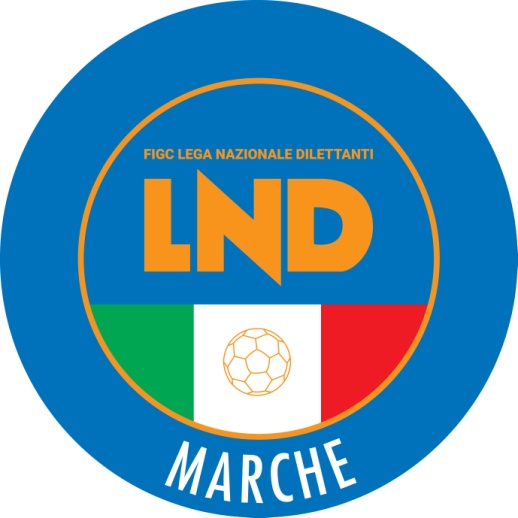 FIGC LEGA NAZIONALE DILETTANTI
LND
MARCHE